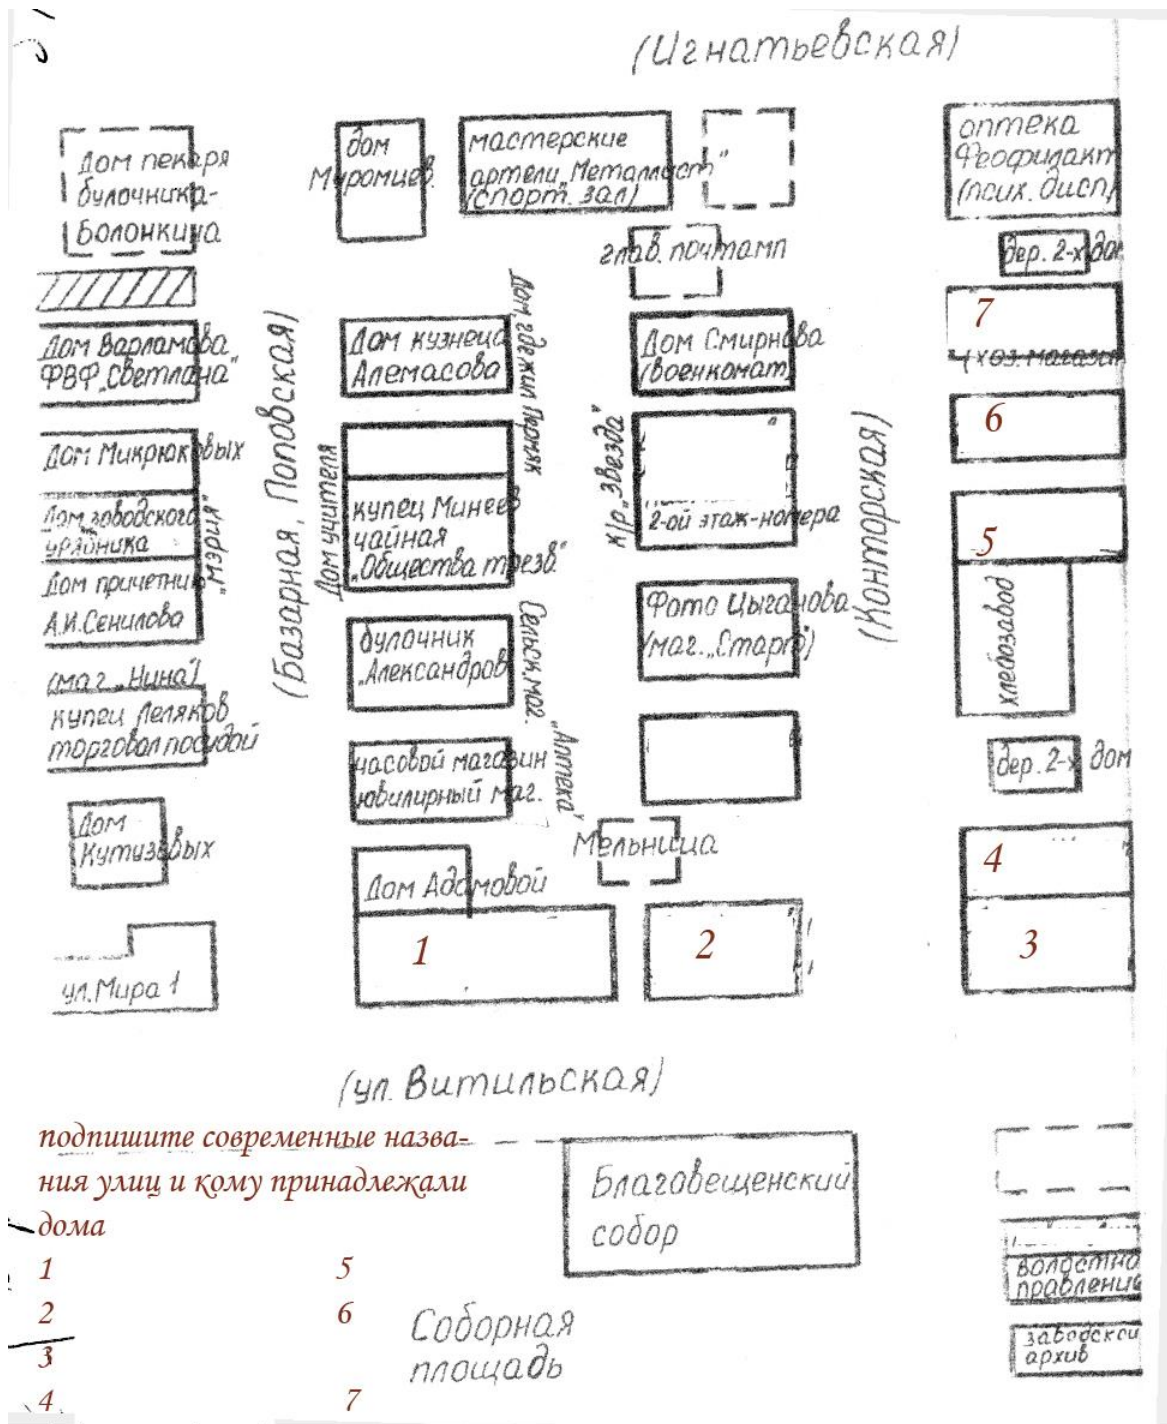 (Игнатьевская)
Дом пекаря
булочника-
Болонкина
дом
Муромцев.
мастерские
артели „Металлист"
(спорт. зал)
оптека
Феофилакт
(псих. дисп)
глав. почтамп
дер. 2-х дом
7
(хоз. магазин
Дом Варламова
ФВФ „Светлана"
(Базарная, Поповская)
Дом кузнеца
Алемасова
Дом, где жил Пермяк
Дом Смирнова
(военкомат)
6
Дом Микрюковых
Дом заводского
урядника
Дом причетник
А.И.Сенилова
„Мэрия"
Дом учителя
купец Минеев
чайная
„Общества трезв."
к/р „Звезда"
2-ой этаж-номера
(Конторская)
5
хлебозавод
(маг. „Нина")
купец Леляков
торговал посудой
булочник
„Александров
Сельск. маг.
„Аптека"
Фото Цыганова
(маг. „Старт")
часовой магазин
ювилирный маг.
дер. 2-х дом
Дом
Кутузовых
Мельница
4
Дом Адамовой
1
2
3
ул. Мира 1
(ул. Витильская)
подпишите современные назва-
ния улиц и кому принадлежали
дома
1
2
3
4
5
6
7
Благовещенский
собор
Соборная
площадь
волостно
правление
заводской
архив